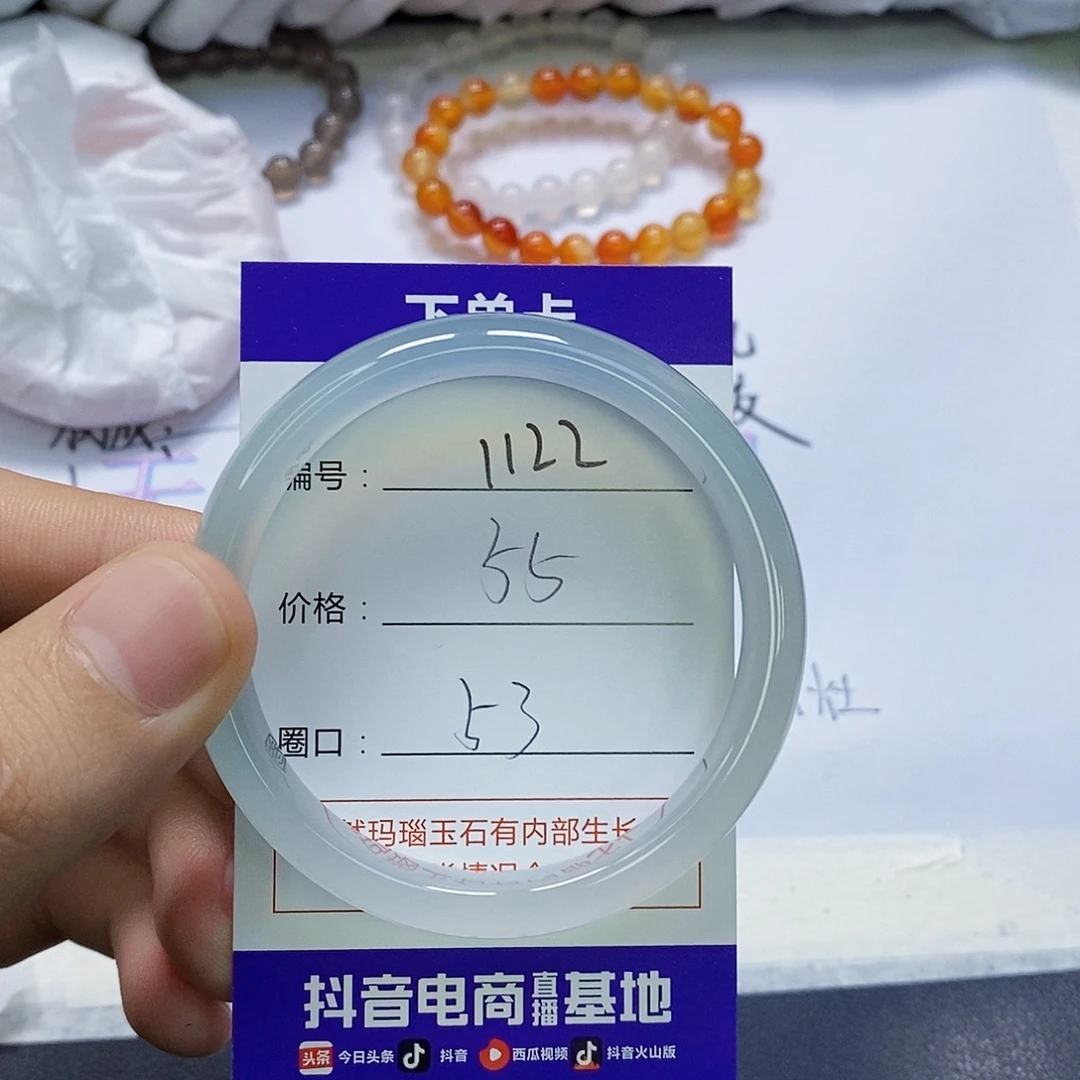 下单卡
编号：1122
价格：55
圈口：53
然玛瑙玉石有内部生长
抖音电商直播基地
头条 今日头条 抖音 西瓜视频 抖音火山版